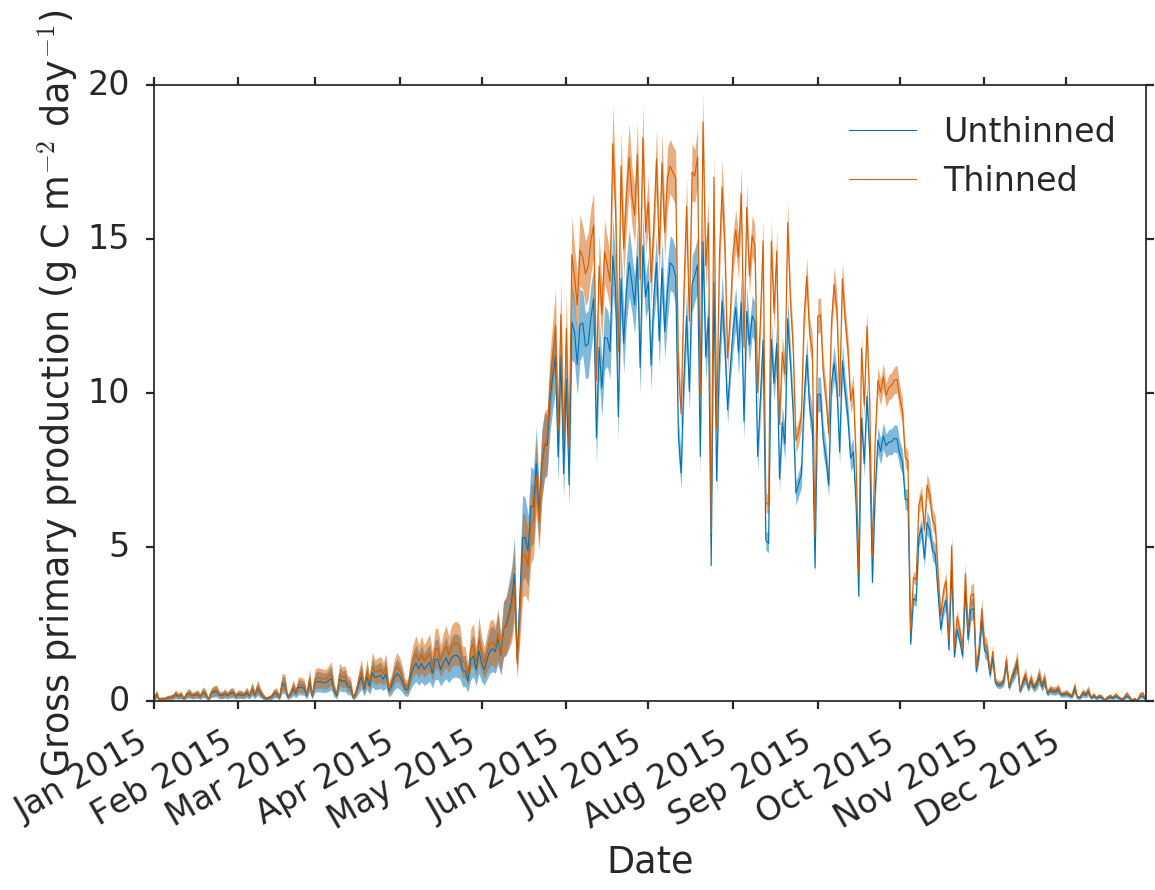 Gross primary production (g C m⁻² day⁻¹)
20
15
10
5
0
Unthinned
Thinned
Jan 2015
Feb 2015
Mar 2015
Apr 2015
May 2015
Jun 2015
Jul 2015
Aug 2015
Sep 2015
Oct 2015
Nov 2015
Dec 2015
Date